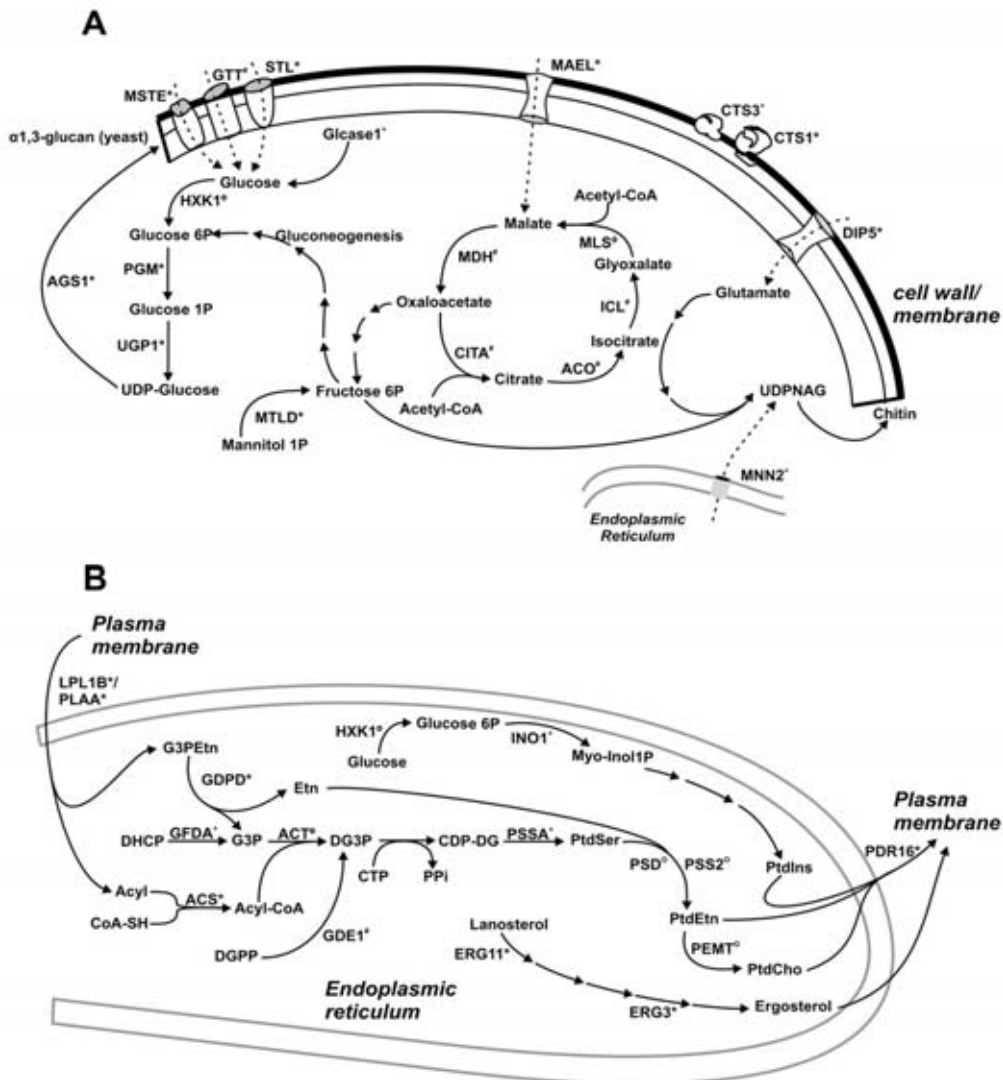 A
MSTE*
GTT*
STL*
MAEL*
CTS3
CTS1*
α1,3-glucan (yeast)
Glcase1
Glucose
HXK1
Acetyl-CoA
Malate
DIP5*
Glucose 6P
Gluconeogenesis
MDH#
MLS
Glyoxalate
AGS1*
PGM*
Glutamate
cell wall/
membrane
Glucose 1P
Oxaloacetate
ICL
UGP1*
Isocitrate
CITA#
ACO#
UDP-Glucose
Fructose 6P
Citrate
UDPNAG
MTLD*
Acetyl-CoA
Chitin
Mannitol 1P
MNN2
Endoplasmic
Reticulum
B
Plasma
membrane
LPL1B*/
PLAA*
HXK1
Glucose 6P
INO1
G3PEtn
Glucose
Myo-Inol1P
GDPD*
Etn
Plasma
membrane
DHCP
GFDA
G3P
ACT
DG3P
CDP-DG
PSSA
PtdSer
PDR16*
CTP
PPi
PSD
PSS2
PtdIns
Acyl
ACS*
Acyl-CoA
PtdEtn
CoA-SH
Lanosterol
GDE1
PEMT
DGPP
ERG11*
PtdCho
Endoplasmic
reticulum
ERG3*
Ergosterol